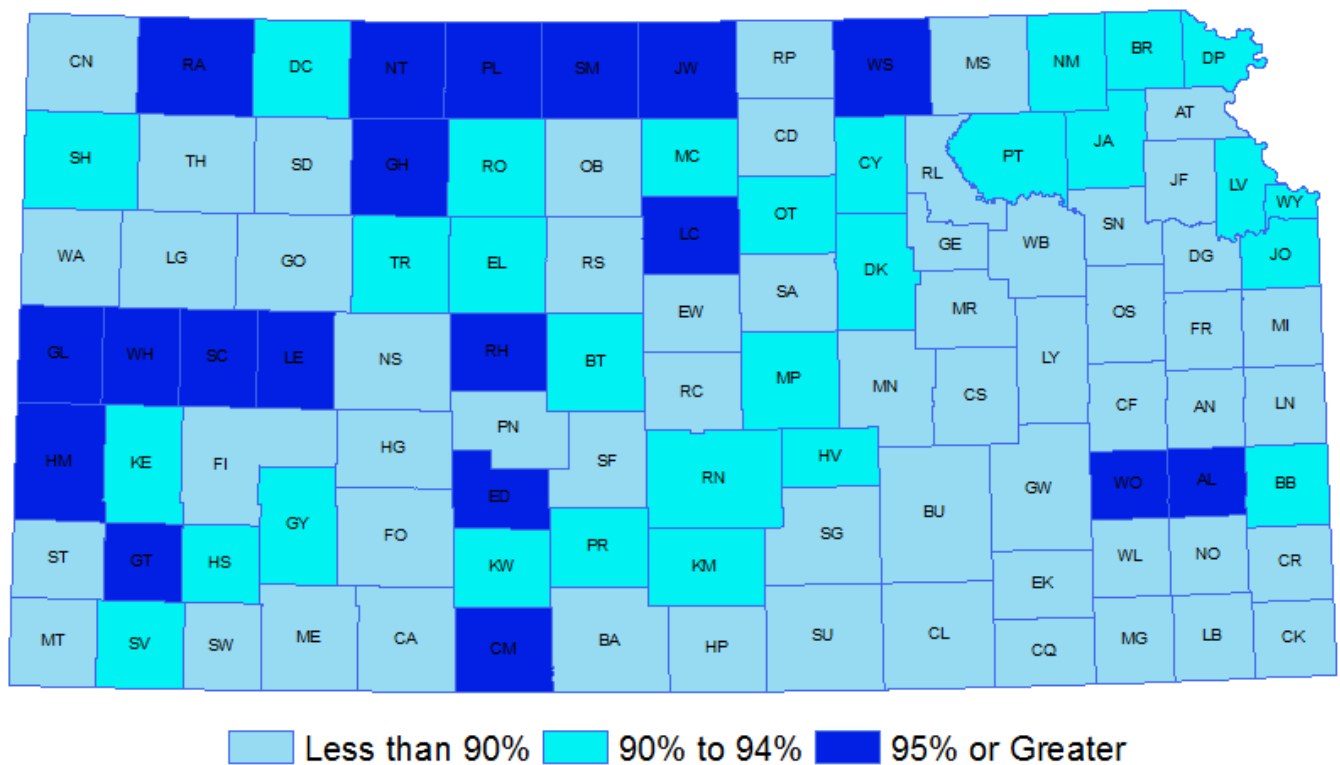 CN RA DC NT PL SM JW RP WS MS NM BR DP
SH TH SD GH RO OB MC CD CY RL PT JA AT JF LV WY
WA LG GO TR EL RS LC OT DK GE WB SN DG JO
GL WH SC LE NS RH BT EW SA MR LY OS FR MI
HM KE FI HG PN SF RC MP MN CS CF AN LN
GY ED RN HV BU GW WO AL BB
ST GT HS FO KW PR KM SG EK WL NO CR
MT SV SW ME CA CM BA HP SU CL CQ MG LB CK
Less than 90% 90% to 94% 95% or Greater